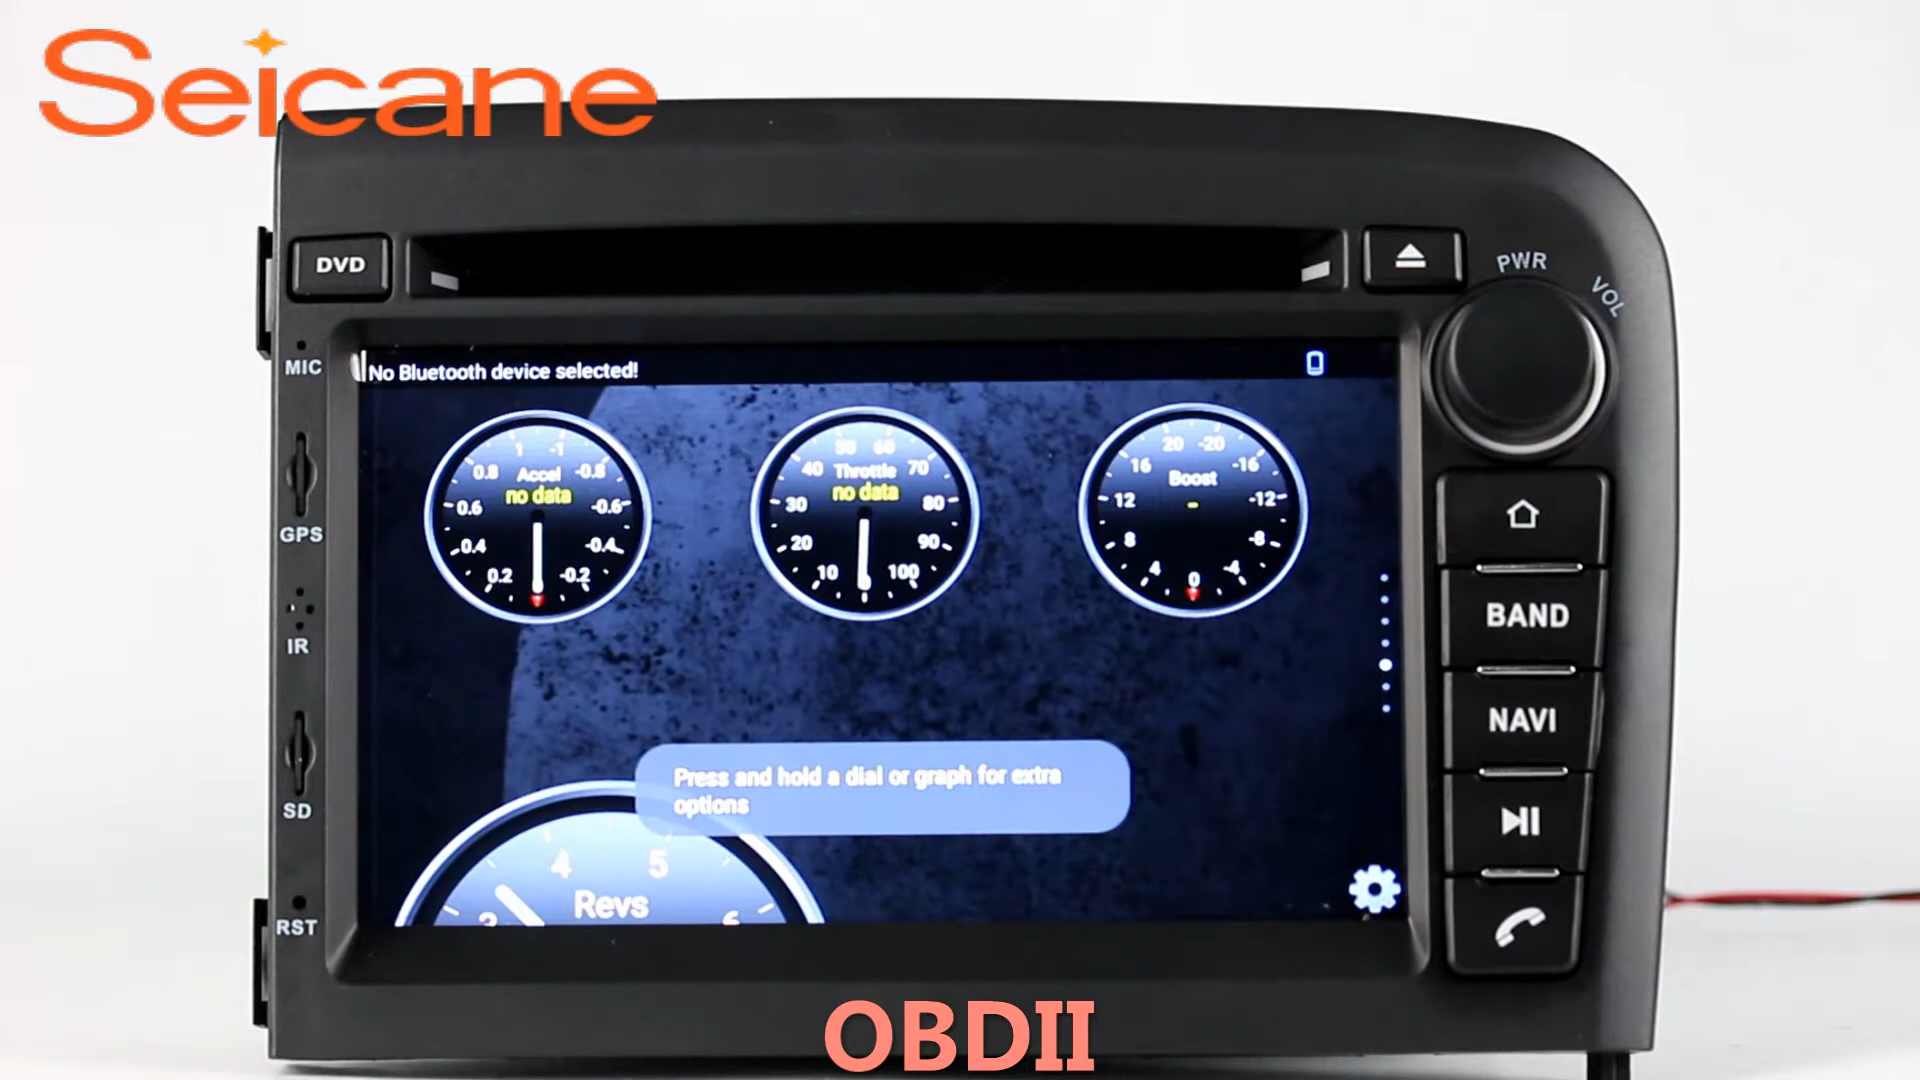 Seicane
DVD
PWR
VOL
MIC
GPS
IR
SD
RST
No Bluetooth device selected!
1 -1
0.8 Accel -0.8
no data
0.6 -0.6
0.4 -0.4
0.2 -0.2
50 60
40 Throttle 70
no data
30 80
20 90
10 100
20 -20
16 -16
Boost
12 -12
8 -8
4 -4
0
Press and hold a dial or graph for extra
options
4 5
Revs
3 6
BAND
NAVI
OBDII